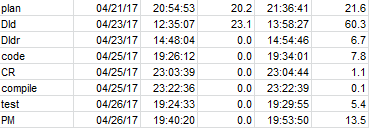 plan 04/21/17 20:54:53 20.2 21:36:41 21.6
Dld 04/23/17 12:35:07 23.1 13:58:27 60.3
Dldr 04/23/17 14:48:04 0.0 14:54:46 6.7
code 04/25/17 19:26:12 0.0 19:34:01 7.8
CR 04/25/17 23:03:39 0.0 23:04:44 1.1
compile 04/25/17 23:22:36 0.0 23:22:39 0.1
test 04/26/17 19:24:33 0.0 19:29:55 5.4
PM 04/26/17 19:40:20 0.0 19:53:50 13.5